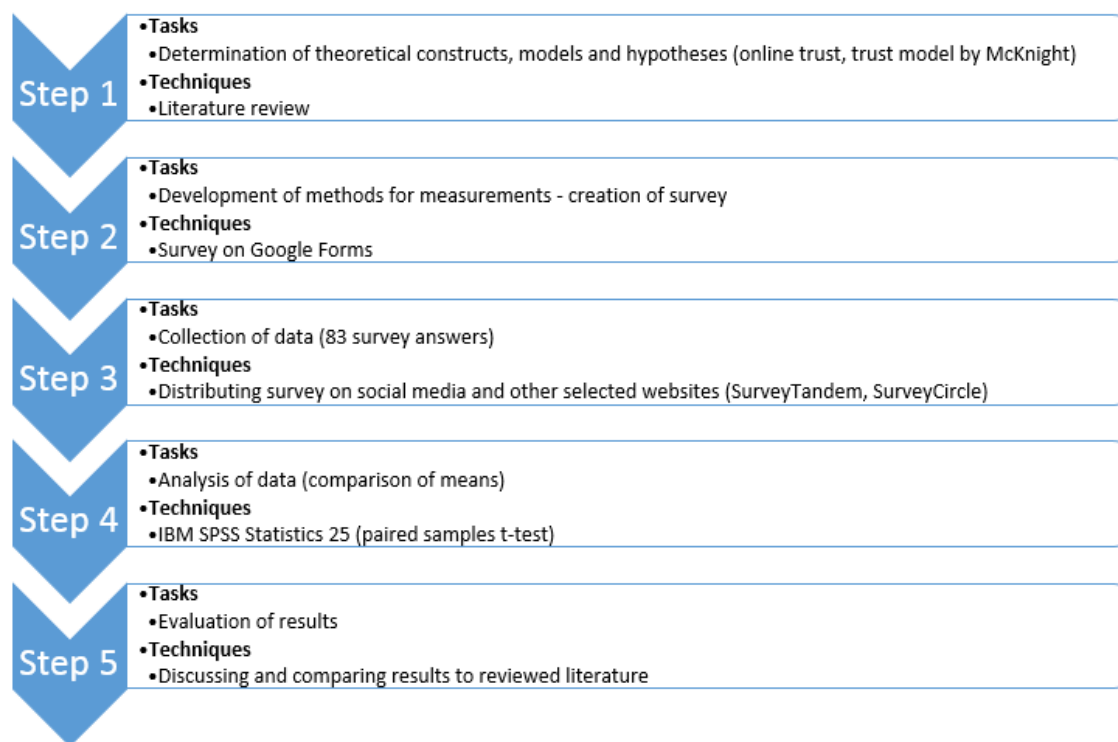 Step 1
•Tasks
•Determination of theoretical constructs, models and hypotheses (online trust, trust model by McKnight)
•Techniques
•Literature review
Step 2
•Tasks
•Development of methods for measurements - creation of survey
•Techniques
•Survey on Google Forms
Step 3
•Tasks
•Collection of data (83 survey answers)
•Techniques
•Distributing survey on social media and other selected websites (SurveyTandem, SurveyCircle)
Step 4
•Tasks
•Analysis of data (comparison of means)
•Techniques
•IBM SPSS Statistics 25 (paired samples t-test)
Step 5
•Tasks
•Evaluation of results
•Techniques
•Discussing and comparing results to reviewed literature